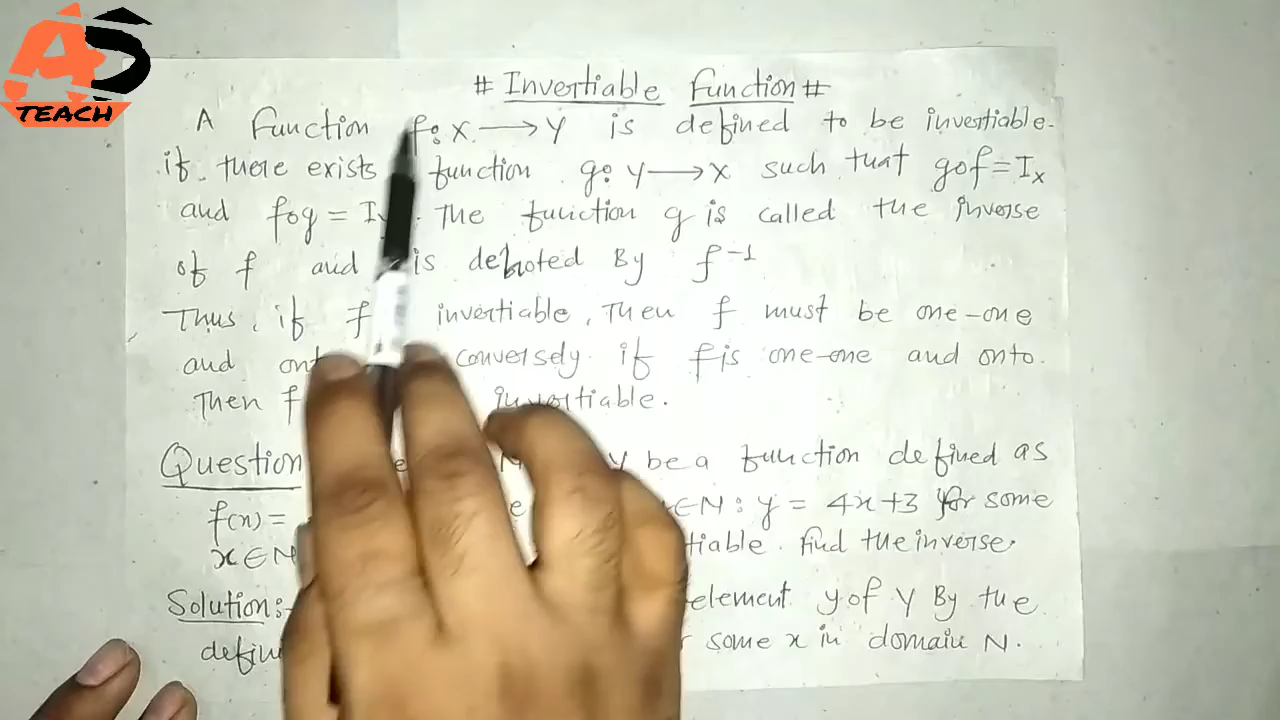 AS
TEACH
# Invertiable Function #
A Function f: X → Y is defined to be invertiable.
if there exists function g: Y → X such that gof = Ix
and fog = I . The function g is called the inverse
of f and is denoted By f⁻¹
Thus, if f invertiable, Then f must be one-one
and conversely if f is one-one and onto.
Then f invertiable.
Question Y be a function defined as
f(x) = ∈N : y = 4x+3 for some
x∈N Find the inverse.
Solution:- element y of Y By the
some x in domain N.